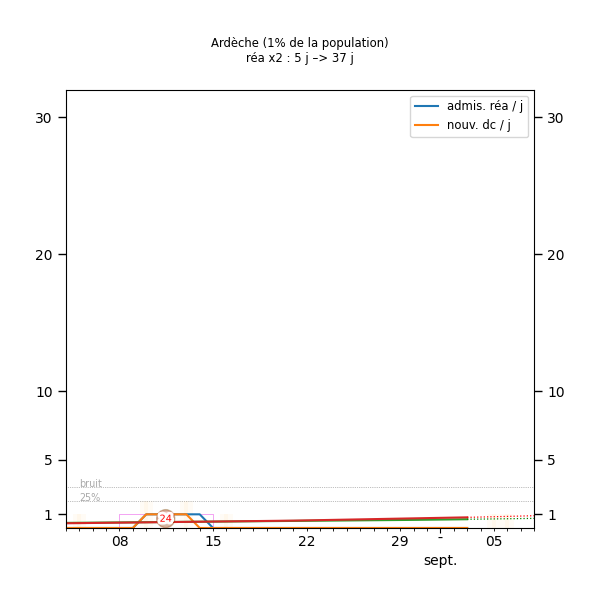 Ardèche (1% de la population)
réa x2 : 5 j –> 37 j
admis. réa / j
nouv. dc / j
30 30
20 20
10 10
5 5
bruit
25%
1 24 1
08 15 22 29 - 05
sept.